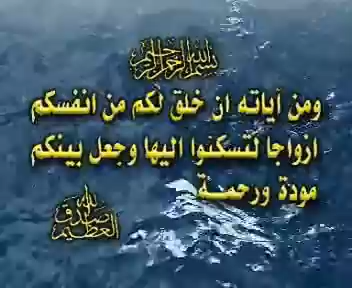 بسم الله الرحمن الرحيم
ومن آياته ان خلق لكم من انفسكم
ازواجا لتسكنوا اليها وجعل بينكم
مودة ورحمة
صدق الله العظيم